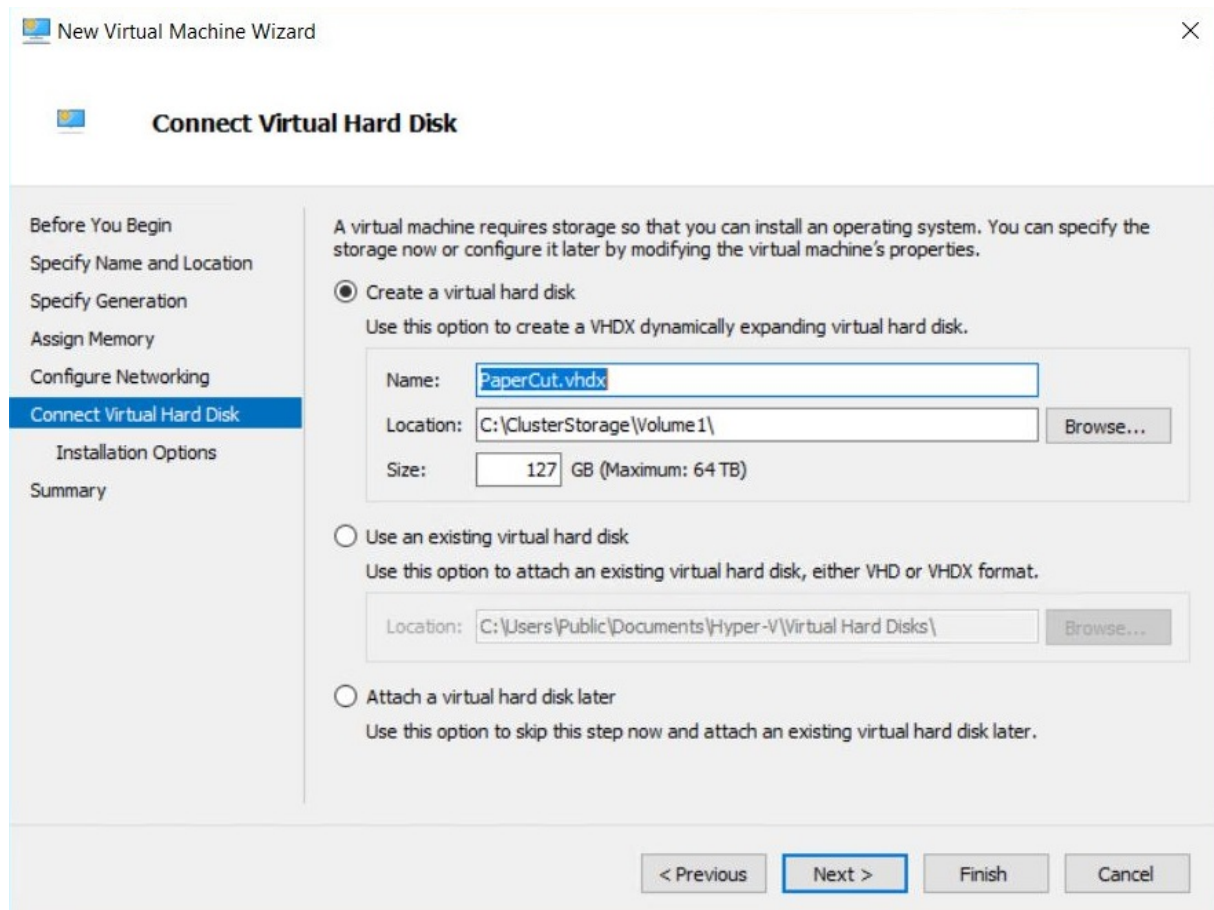 New Virtual Machine Wizard
Connect Virtual Hard Disk
Before You Begin
Specify Name and Location
Specify Generation
Assign Memory
Configure Networking
Connect Virtual Hard Disk
Installation Options
Summary
A virtual machine requires storage so that you can install an operating system. You can specify the
storage now or configure it later by modifying the virtual machine's properties.
Create a virtual hard disk
Use this option to create a VHDX dynamically expanding virtual hard disk.
Name: PaperCut.vhdx
Location: C:\ClusterStorage\Volume1\ Browse...
Size: 127 GB (Maximum: 64 TB)
Use an existing virtual hard disk
Use this option to attach an existing virtual hard disk, either VHD or VHDX format.
Location: C:\Users\Public\Documents\Hyper-V\Virtual Hard Disks\ Browse...
Attach a virtual hard disk later
Use this option to skip this step now and attach an existing virtual hard disk later.
< Previous Next > Finish Cancel